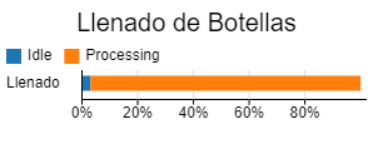 Llenado de Botellas
Idle Processing
Llenado
0% 20% 40% 60% 80%